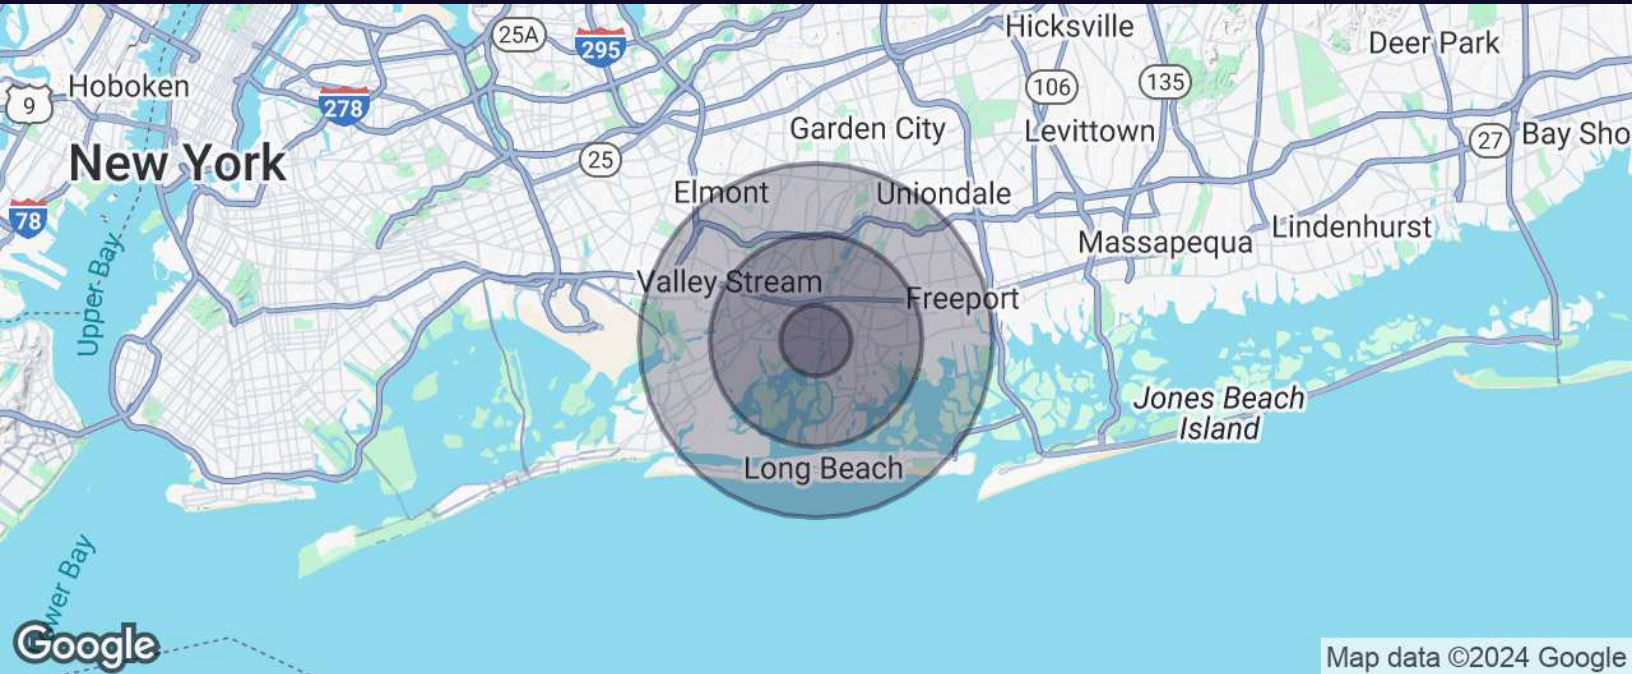 Hicksville
25A
295
Deer Park
Hoboken
9
278
106
135
Garden City
Levittown
27
Bay Sho
New York
25
Elmont
Uniondale
78
Lindenhurst
Massapequa
Upper Bay
Valley Stream
Freeport
Jones Beach
Island
Long Beach
ower Bay
Google
Map data ©2024 Google